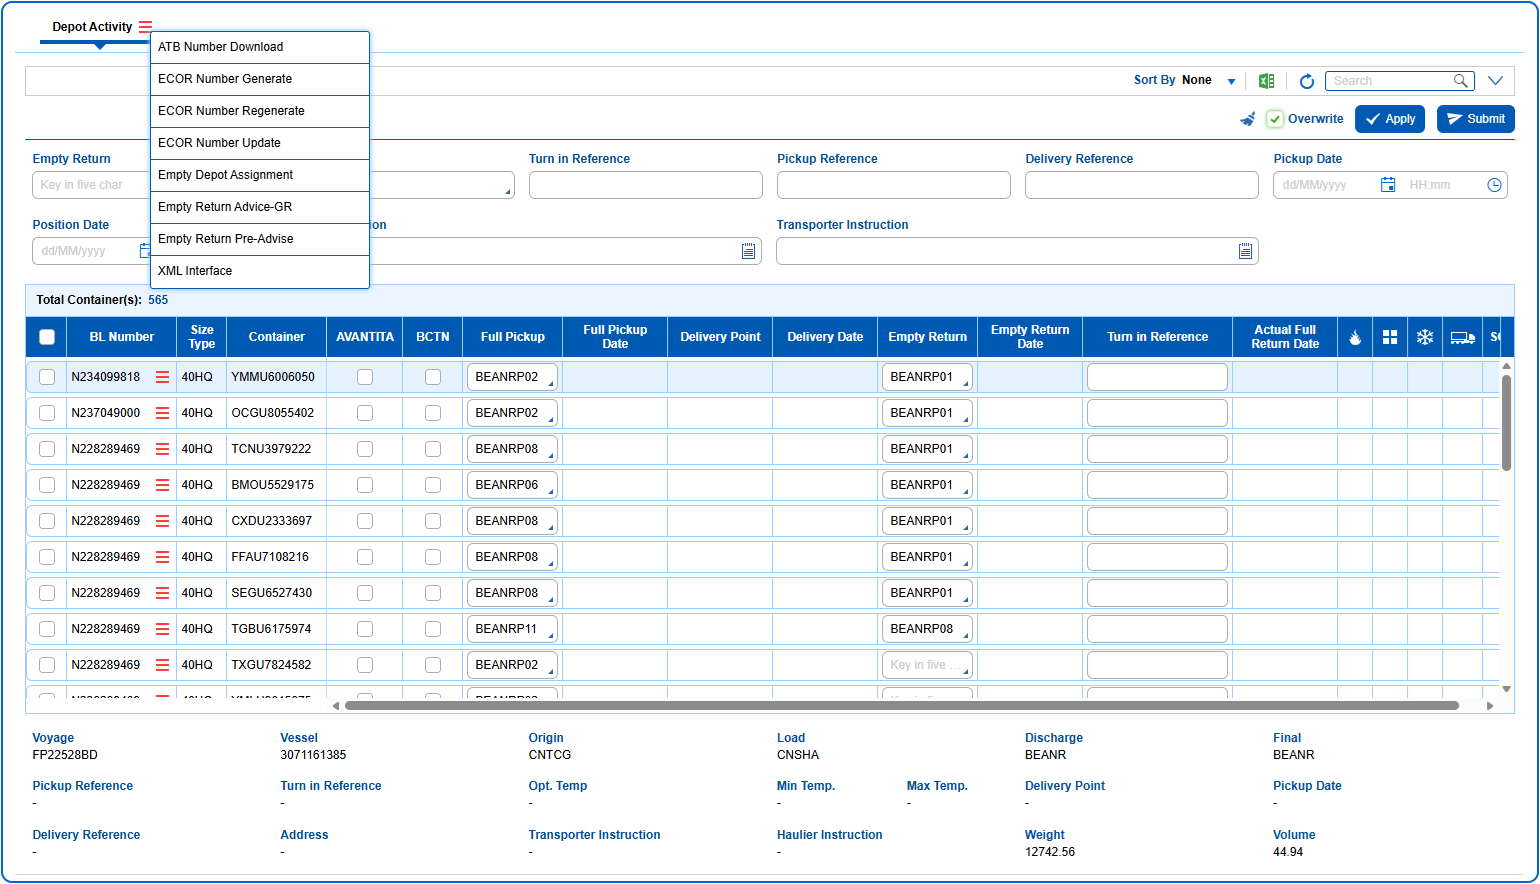 Depot Activity
ATB Number Download
ECOR Number Generate
ECOR Number Regenerate
ECOR Number Update
Empty Depot Assignment
Empty Return Advice-GR
Empty Return Pre-Advise
XML Interface
Sort By None Search
Overwrite Apply Submit
Empty Return Turn in Reference Pickup Reference Delivery Reference Pickup Date
Key in five char dd/MM/yyyy HH:mm
Position Date ion Transporter Instruction
dd/MM/yyyy
Total Container(s): 565
BL Number Size Type Container AVANTITA BCTN Full Pickup Full Pickup Date Delivery Point Delivery Date Empty Return Empty Return Date Turn in Reference Actual Full Return Date
N234099818 40HQ YMMU6006050 BEANRP02 BEANRP01
N237049000 40HQ OCGU8055402 BEANRP02 BEANRP01
N228289469 40HQ TCNU3979222 BEANRP08 BEANRP01
N228289469 40HQ BMOU5529175 BEANRP06 BEANRP01
N228289469 40HQ CXDU2333697 BEANRP08 BEANRP01
N228289469 40HQ FFAU7108216 BEANRP08 BEANRP01
N228289469 40HQ SEGU6527430 BEANRP08 BEANRP01
N228289469 40HQ TGBU6175974 BEANRP11 BEANRP08
N228289469 40HQ TXGU7824582 BEANRP02 Key in five ...
Voyage Vessel Origin Load Discharge Final
FP22528BD 3071161385 CNTCG CNSHA BEANR BEANR
Pickup Reference Turn in Reference Opt. Temp Min Temp. Max Temp. Delivery Point Pickup Date
- - - - - - -
Delivery Reference Address Transporter Instruction Haulier Instruction Weight Volume
- - - - 12742.56 44.94